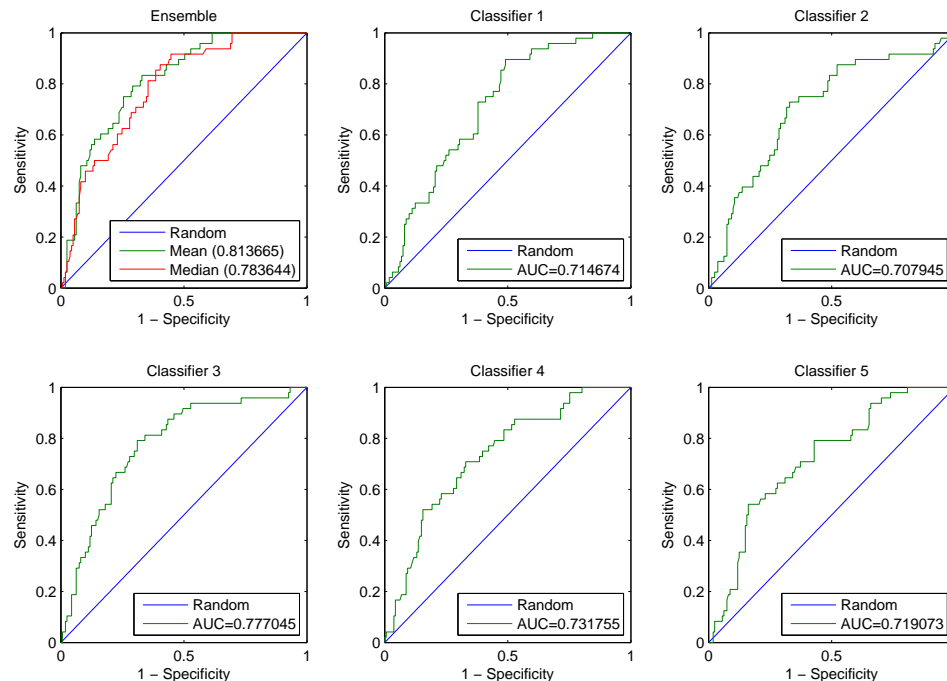 Ensemble
1
0.8
0.6
0.4
0.2
0
Sensitivity
Random
Mean (0.813665)
Median (0.783644)
0 0.5 1
1 − Specificity
Classifier 1
1
0.8
0.6
0.4
0.2
0
Sensitivity
Random
AUC=0.714674
0 0.5 1
1 − Specificity
Classifier 2
1
0.8
0.6
0.4
0.2
0
Sensitivity
Random
AUC=0.707945
0 0.5
1 − Specificity
Classifier 3
1
0.8
0.6
0.4
0.2
0
Sensitivity
Random
AUC=0.777045
0 0.5 1
1 − Specificity
Classifier 4
1
0.8
0.6
0.4
0.2
0
Sensitivity
Random
AUC=0.731755
0 0.5 1
1 − Specificity
Classifier 5
1
0.8
0.6
0.4
0.2
0
Sensitivity
Random
AUC=0.719073
0 0.5
1 − Specificity